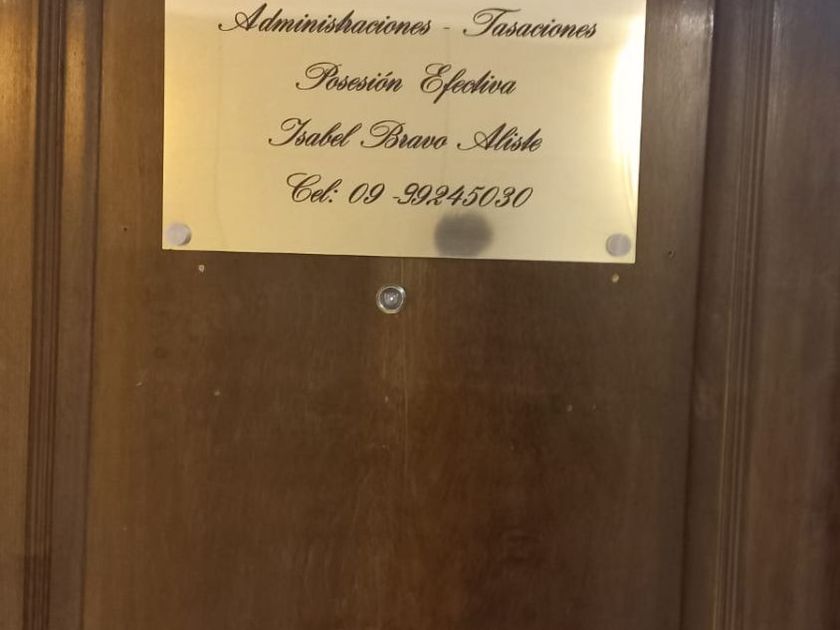 Administraciones - Tasaciones
Posesión Efectiva
Isabel Bravo Aliste
Cel: 09 -99245030